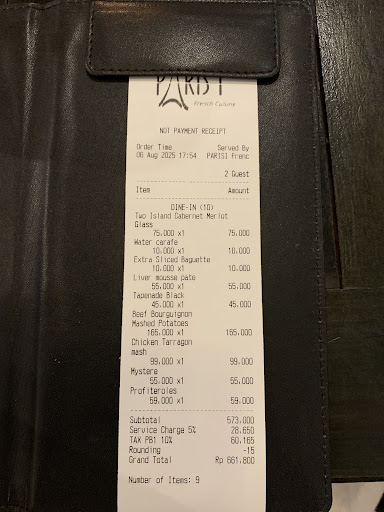 PARISI
French Cuisine
NOT PAYMENT RECEIPT
Order Time Served By
06 Aug 2025 17:54 PARISI Frenc
2 Guest
Item Amount
DINE-IN (10)
Two Island Cabernet Merlot
Glass
75,000 x1 75,000
Water carafe
10,000 x1 10,000
Extra Sliced Baguette
10,000 x1 10,000
Liver mousse pate
55,000 x1 55,000
Tapenade Black
45,000 x1 45,000
Beef Bourguignon
Mashed Potatoes
165,000 x1 165,000
Chicken Tarragon
mash
99,000 x1 99,000
Mystere
55,000 x1 55,000
Profiteroles
59,000 x1 59,000
Subtotal 573,000
Service Charge 5% 28,650
TAX PB1 10% 60,165
Rounding -15
Grand Total Rp 661,800
Number of Items: 9